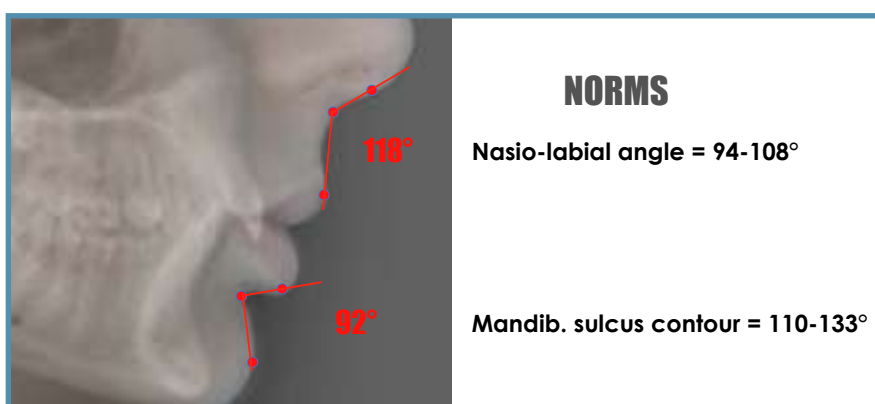 NORMS
118°
Nasio-labial angle = 94-108°
92°
Mandib. sulcus contour = 110-133°